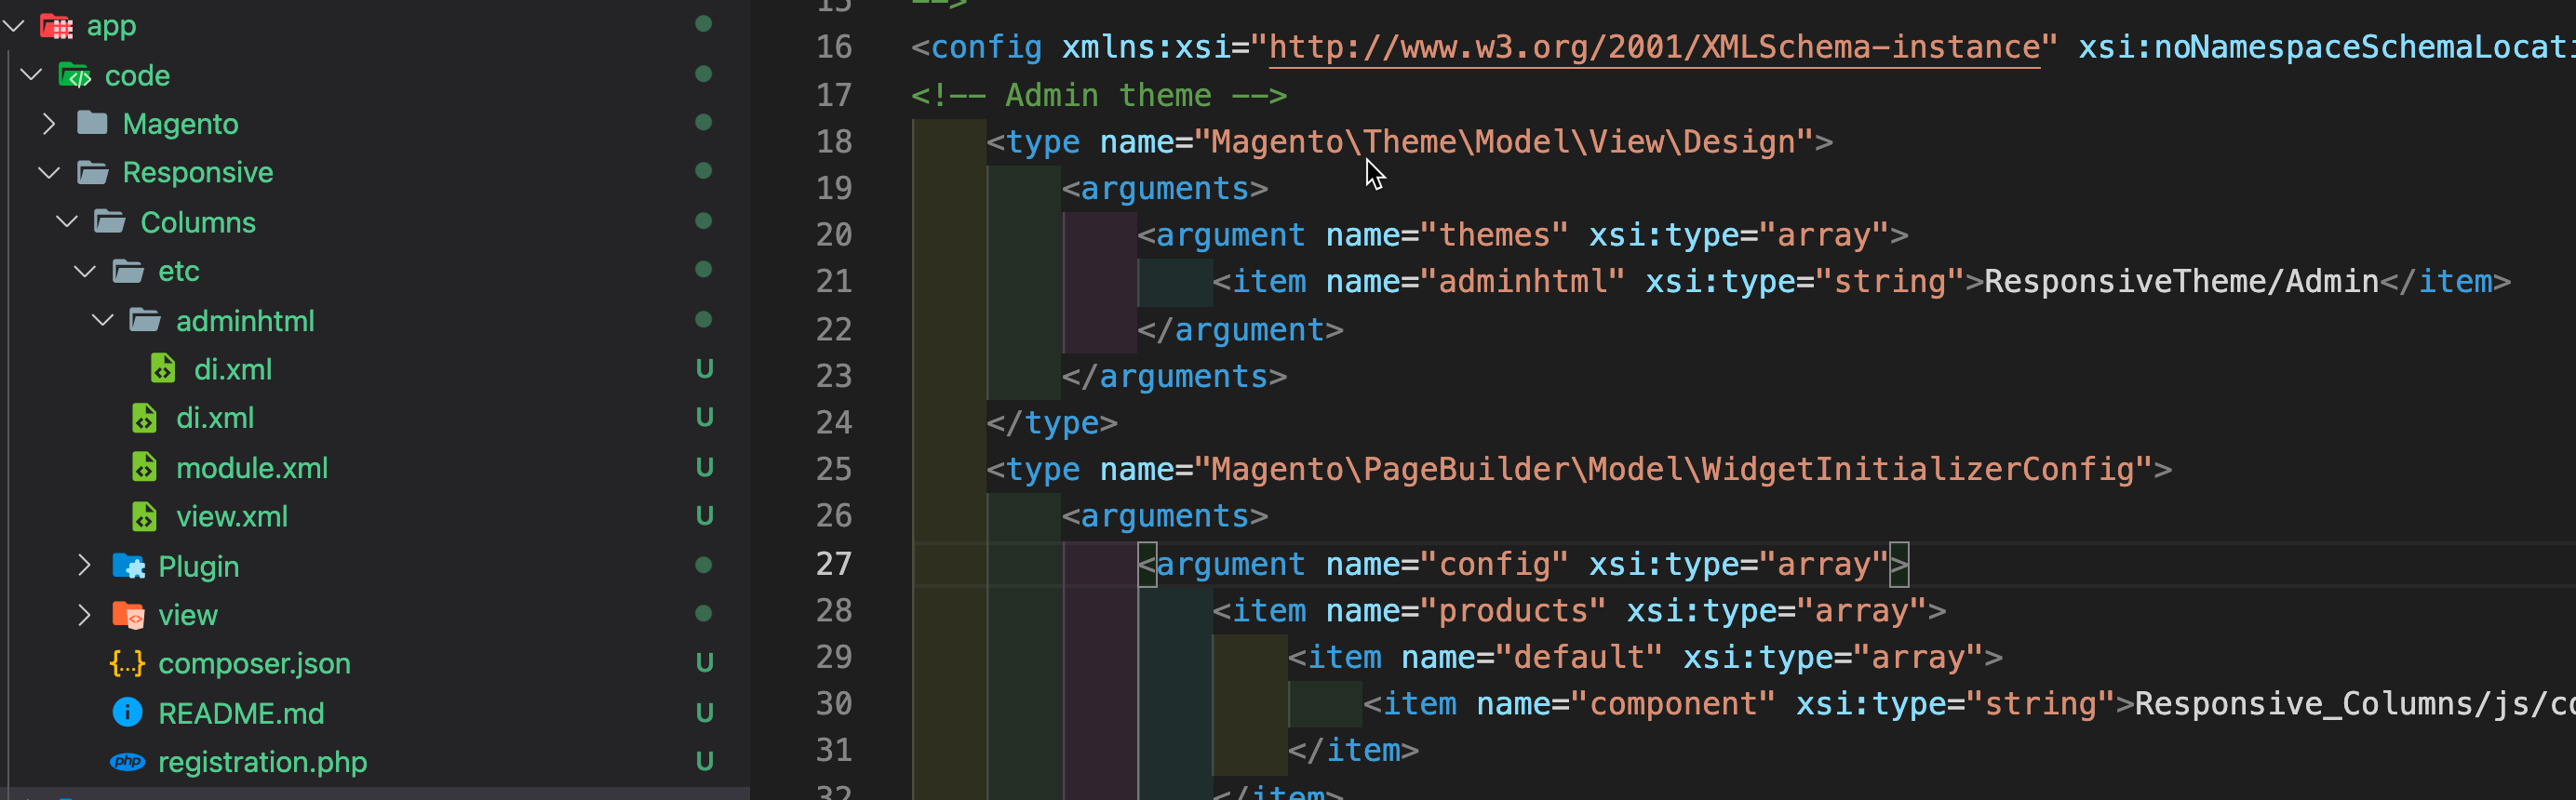 app
code
Magento
Responsive
Columns
etc
adminhtml
di.xml U
di.xml U
module.xml U
view.xml U
Plugin
view
composer.json U
README.md U
registration.php U
15 -->
16 <config xmlns:xsi="http://www.w3.org/2001/XMLSchema-instance" xsi:noNamespaceSchemaLocati
17 <!-- Admin theme -->
18 <type name="Magento\Theme\Model\View\Design">
19 <arguments>
20 <argument name="themes" xsi:type="array">
21 <item name="adminhtml" xsi:type="string">ResponsiveTheme/Admin</item>
22 </argument>
23 </arguments>
24 </type>
25 <type name="Magento\PageBuilder\Model\WidgetInitializerConfig">
26 <arguments>
27 <argument name="config" xsi:type="array">
28 <item name="products" xsi:type="array">
29 <item name="default" xsi:type="array">
30 <item name="component" xsi:type="string">Responsive_Columns/js/co
31 </item>
32 </item>